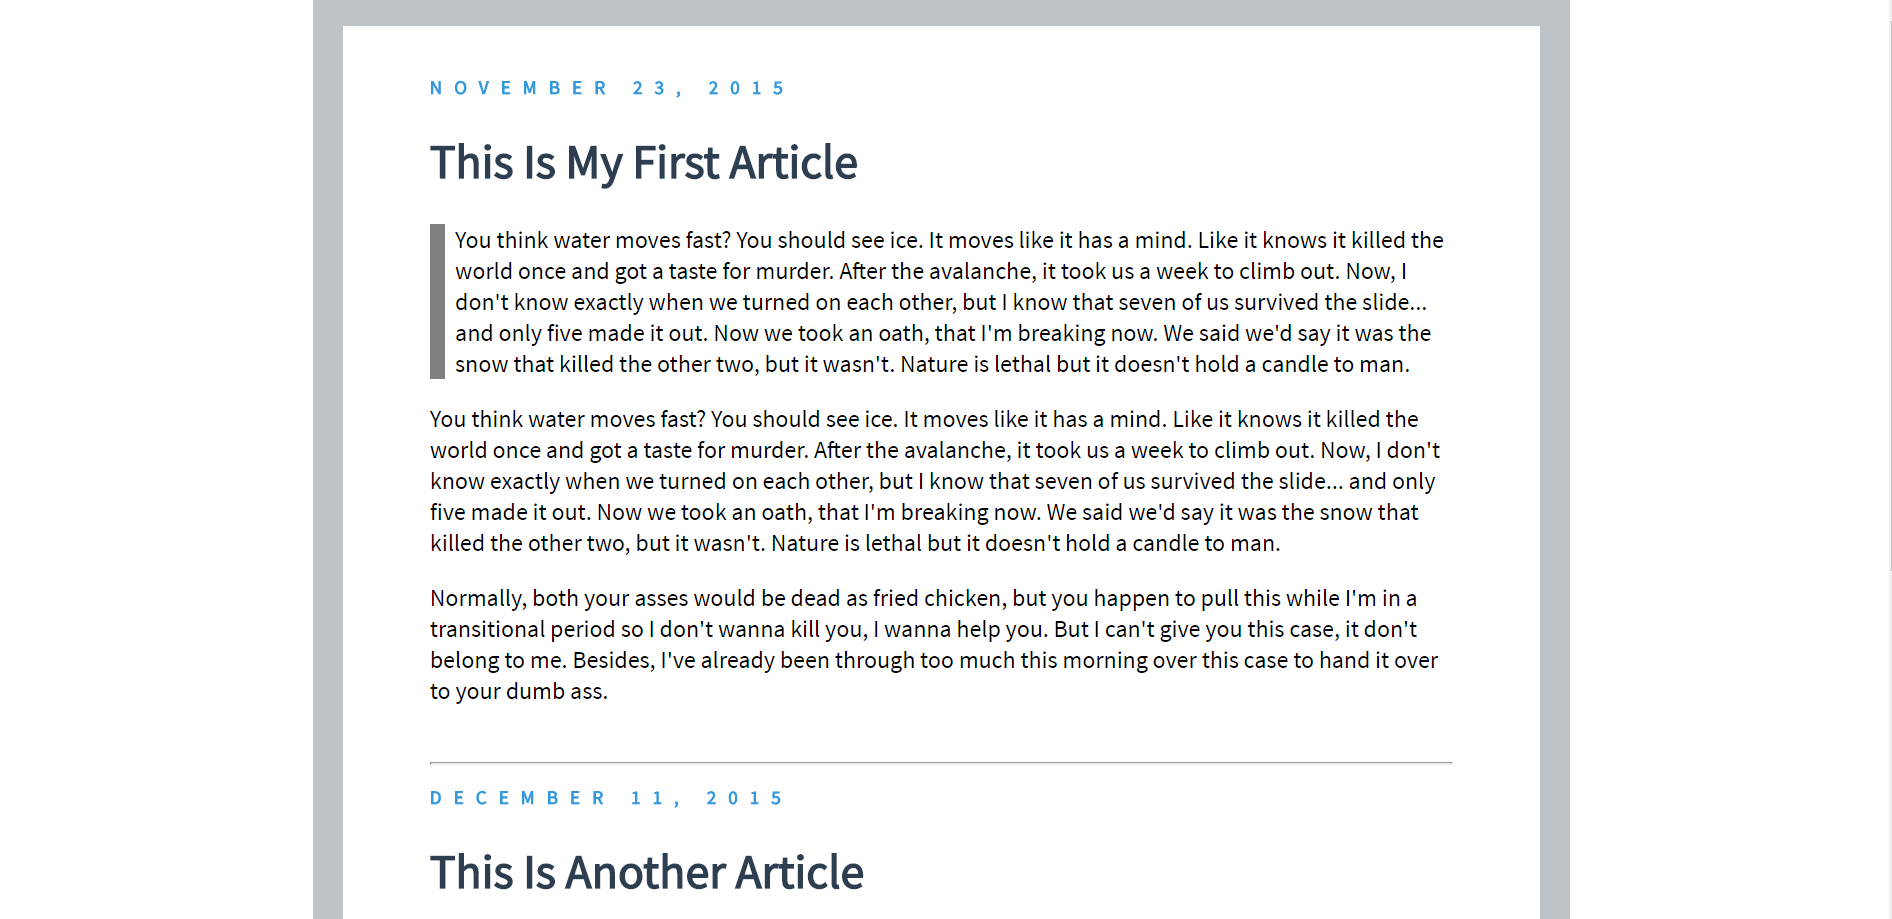 NOVEMBER 23, 2015
This Is My First Article
You think water moves fast? You should see ice. It moves like it has a mind. Like it knows it killed the
world once and got a taste for murder. After the avalanche, it took us a week to climb out. Now, I
don't know exactly when we turned on each other, but I know that seven of us survived the slide...
and only five made it out. Now we took an oath, that I'm breaking now. We said we'd say it was the
snow that killed the other two, but it wasn't. Nature is lethal but it doesn't hold a candle to man.
You think water moves fast? You should see ice. It moves like it has a mind. Like it knows it killed the
world once and got a taste for murder. After the avalanche, it took us a week to climb out. Now, I don't
know exactly when we turned on each other, but I know that seven of us survived the slide... and only
five made it out. Now we took an oath, that I'm breaking now. We said we'd say it was the snow that
killed the other two, but it wasn't. Nature is lethal but it doesn't hold a candle to man.
Normally, both your asses would be dead as fried chicken, but you happen to pull this while I'm in a
transitional period so I don't wanna kill you, I wanna help you. But I can't give you this case, it don't
belong to me. Besides, I've already been through too much this morning over this case to hand it over
to your dumb ass.
DECEMBER 11, 2015
This Is Another Article